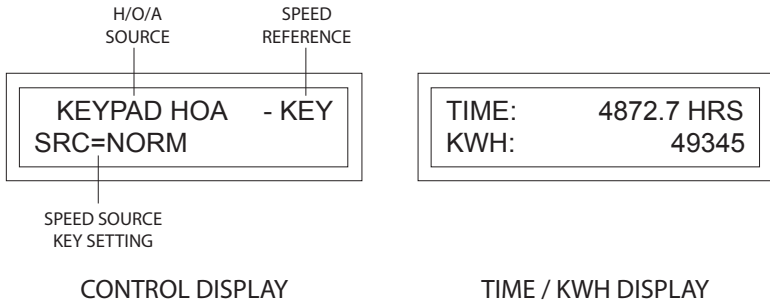 H/O/A
SOURCE
SPEED
REFERENCE
KEYPAD HOA - KEY
SRC=NORM
SPEED SOURCE
KEY SETTING
CONTROL DISPLAY
TIME: 4872.7 HRS
KWH: 49345
TIME / KWH DISPLAY